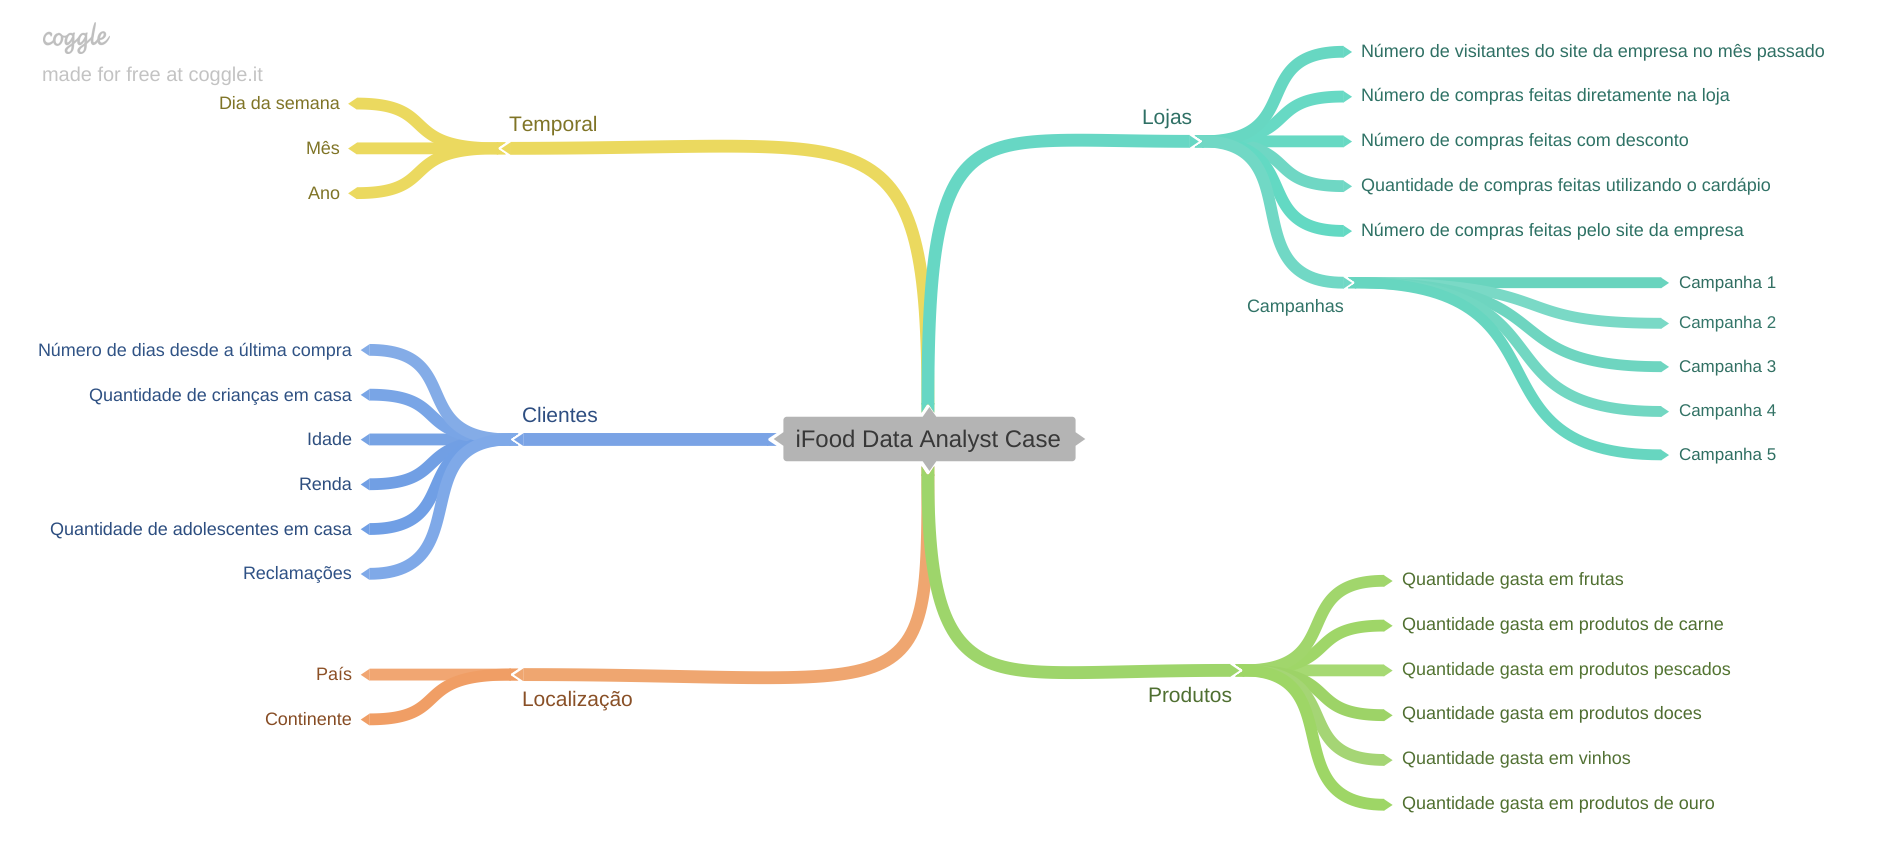 coggle
made for free at coggle.it
iFood Data Analyst Case
Temporal
Dia da semana
Mês
Ano
Clientes
Número de dias desde a última compra
Quantidade de crianças em casa
Idade
Renda
Quantidade de adolescentes em casa
Reclamações
Localização
País
Continente
Lojas
Número de visitantes do site da empresa no mês passado
Número de compras feitas diretamente na loja
Número de compras feitas com desconto
Quantidade de compras feitas utilizando o cardápio
Número de compras feitas pelo site da empresa
Campanhas
Campanha 1
Campanha 2
Campanha 3
Campanha 4
Campanha 5
Produtos
Quantidade gasta em frutas
Quantidade gasta em produtos de carne
Quantidade gasta em produtos pescados
Quantidade gasta em produtos doces
Quantidade gasta em vinhos
Quantidade gasta em produtos de ouro